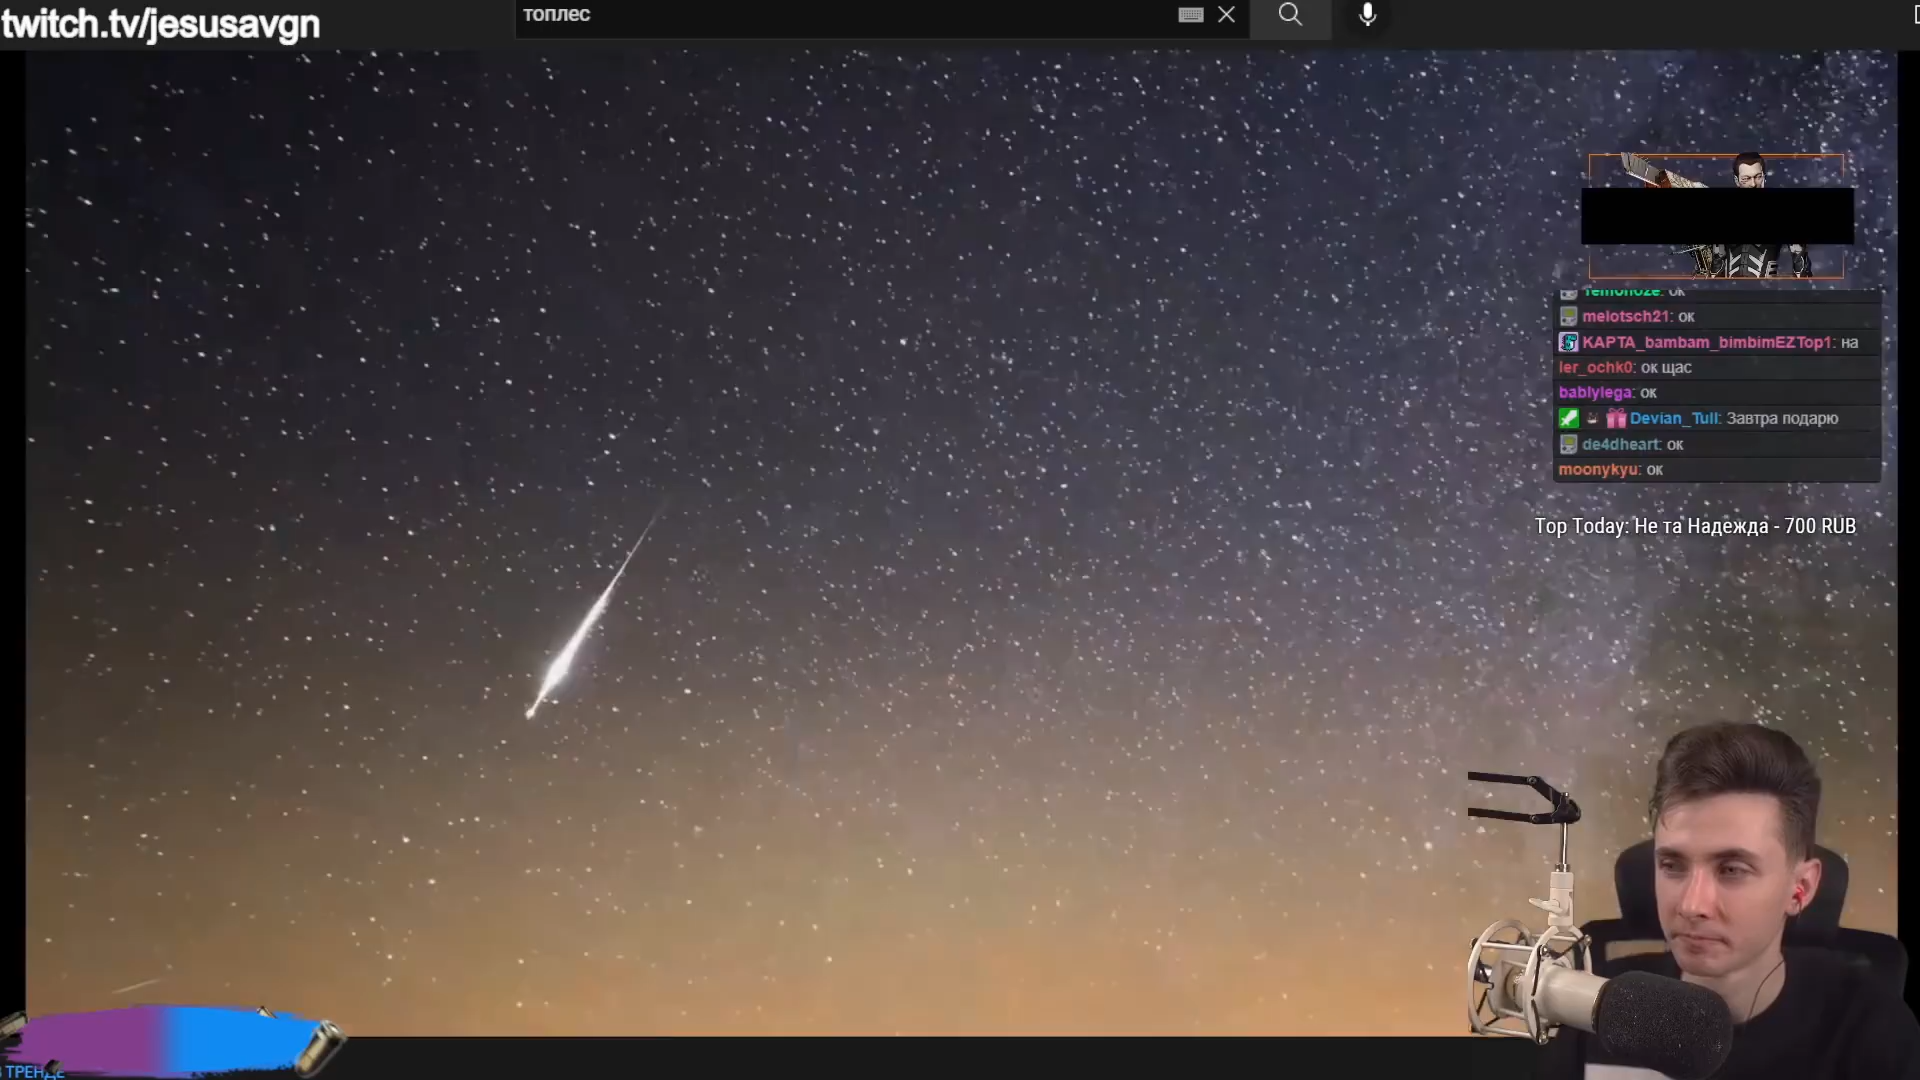 twitch.tv/jesusavgn
топлес
melotsch21: ок
KAPTA_bambam_bimbimEZTop1: на
ler_ochk0: ок щас
bablylega: ок
Devian_Tull: Завтра подарю
de4dheart: ок
moonykyu: ок
Top Today: Не та Надежда - 700 RUB
В ТРЕНДЕ